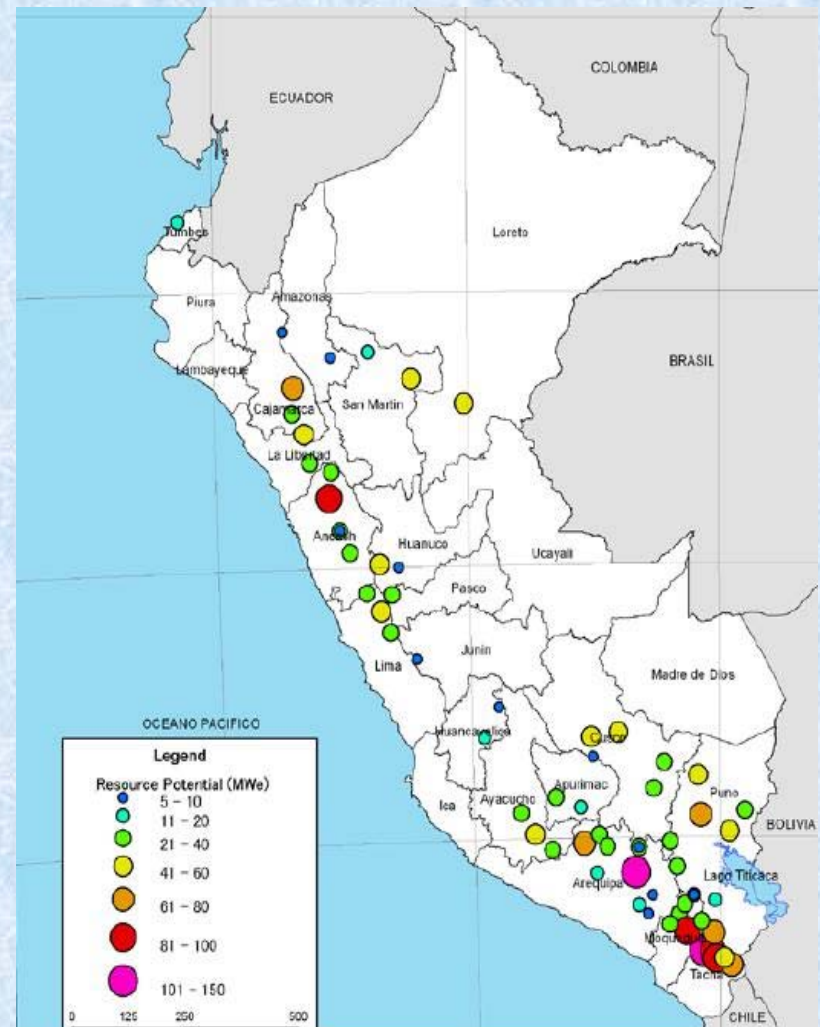 COLOMBIA
ECUADOR
Tumbes
Loreto
Piura
Amazonas
BRASIL
Lambayeque
Cajamarca
San Martin
La Libertad
Ancash
Huanuco
Ucayali
Pasco
Junin
Lima
Madre de Dios
OCEANO PACIFICO
Huancavelica
Cusco
Legend
Resource Potential (MWe)
5 - 10
11 - 20
21 - 40
41 - 60
61 - 80
81 - 100
101 - 150
0 125 250 500
Ica
Ayacucho
Apurimac
Puno
BOLIVIA
Lago Titicaca
Arequipa
Moquegua
Tacna
CHILE